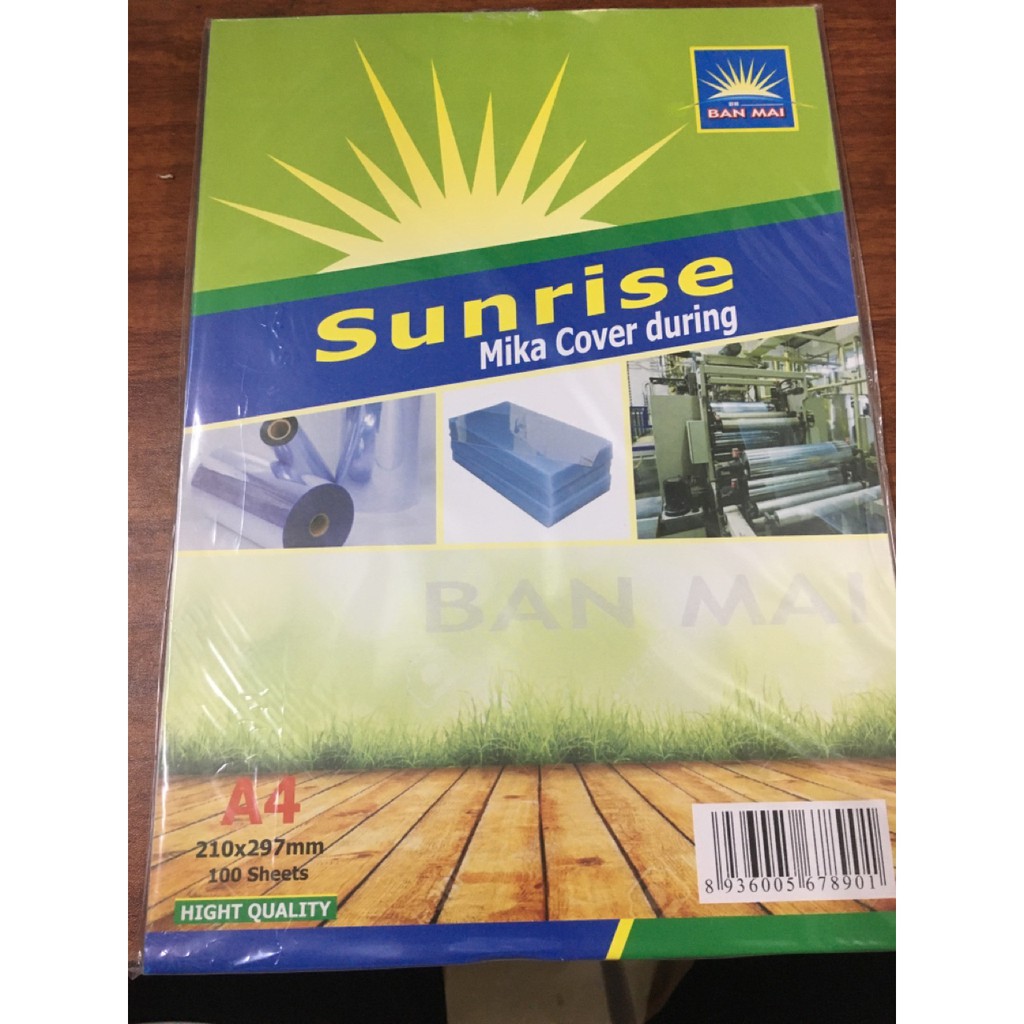 BAN MAI
Sunrise
Mika Cover during
BAN MAI
A4
210x297mm
100 Sheets
HIGHT QUALITY
8 936005 678901